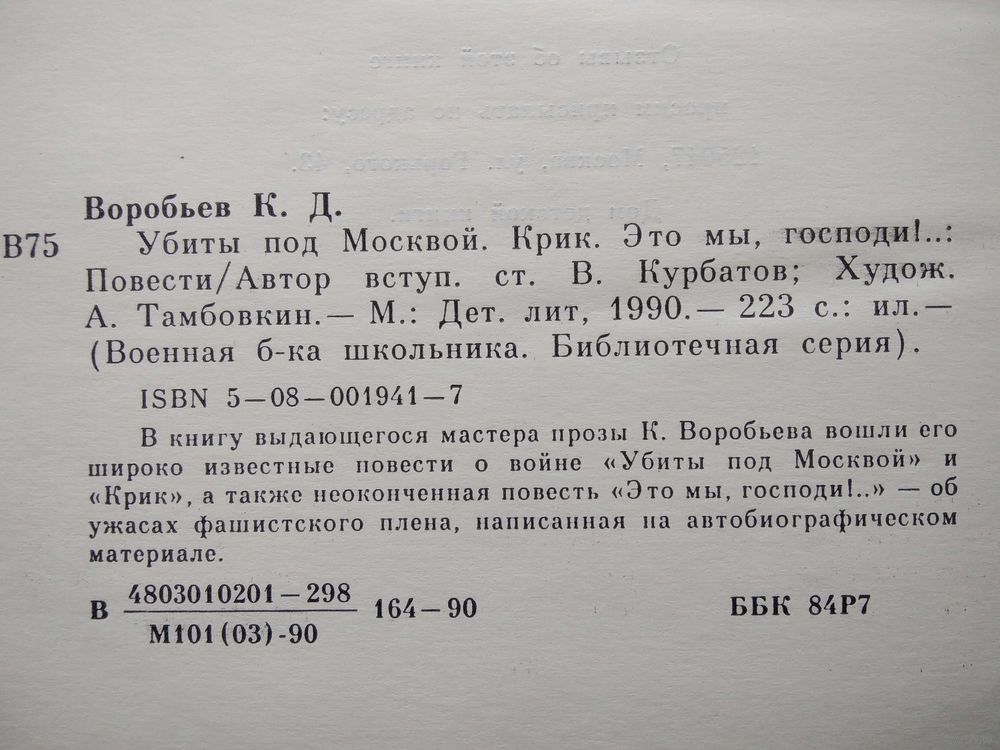 Воробьев К. Д.
В75 Убиты под Москвой. Крик. Это мы, господи!..:
Повести/Автор вступ. ст. В. Курбатов; Худож.
А. Тамбовкин.— М.: Дет. лит, 1990.— 223 с.: ил.—
(Военная б-ка школьника. Библиотечная серия).
ISBN 5—08—001941—7
В книгу выдающегося мастера прозы К. Воробьева вошли его
широко известные повести о войне «Убиты под Москвой» и
«Крик», а также неоконченная повесть «Это мы, господи!..» — об
ужасах фашистского плена, написанная на автобиографическом
материале.
В 4803010201—298 164—90 ББК 84Р7
М101(03)-90